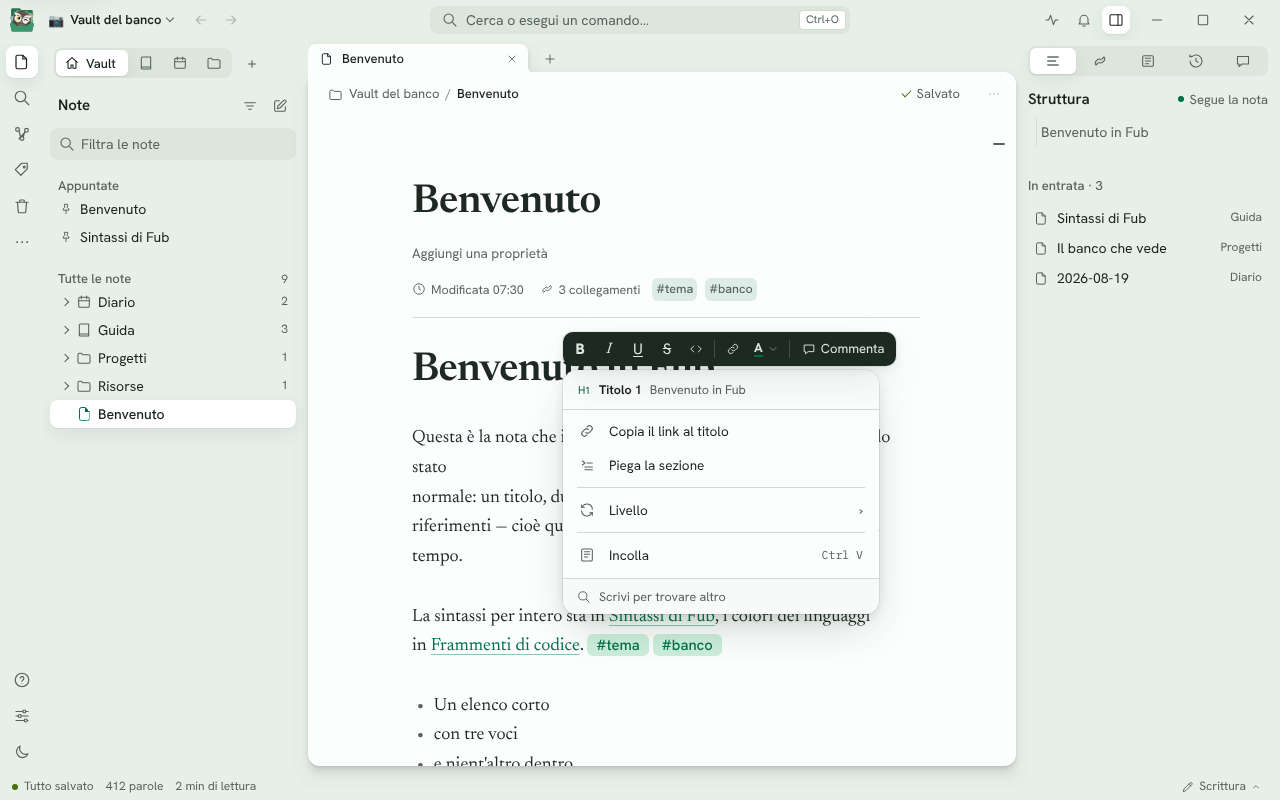 Vault del banco
Cerca o esegui un comando…
Ctrl+O
Vault
Benvenuto
Note
Filtra le note
Appuntate
Benvenuto
Sintassi di Fub
Tutte le note 9
Diario 2
Guida 3
Progetti 1
Risorse 1
Benvenuto
Vault del banco / Benvenuto
Salvato
Benvenuto
Aggiungi una proprietà
Modificata 07:30
3 collegamenti
#tema
#banco
B I U S
A
Commenta
Benvenuto in Fub
H1 Titolo 1 Benvenuto in Fub
Copia il link al titolo
Piega la sezione
Livello
Incolla Ctrl V
Scrivi per trovare altro
Questa è la nota che
lo
stato
normale: un titolo,
riferimenti — cioè
tempo.
La sintassi per intero sta in Sintassi di Fub, i colori dei linguaggi
in Frammenti di codice. #tema #banco
• Un elenco corto
• con tre voci
• e nient'altro dentro
Struttura
Segue la nota
Benvenuto in Fub
In entrata · 3
Sintassi di Fub Guida
Il banco che vede Progetti
2026-08-19 Diario
Tutto salvato 412 parole 2 min di lettura
Scrittura